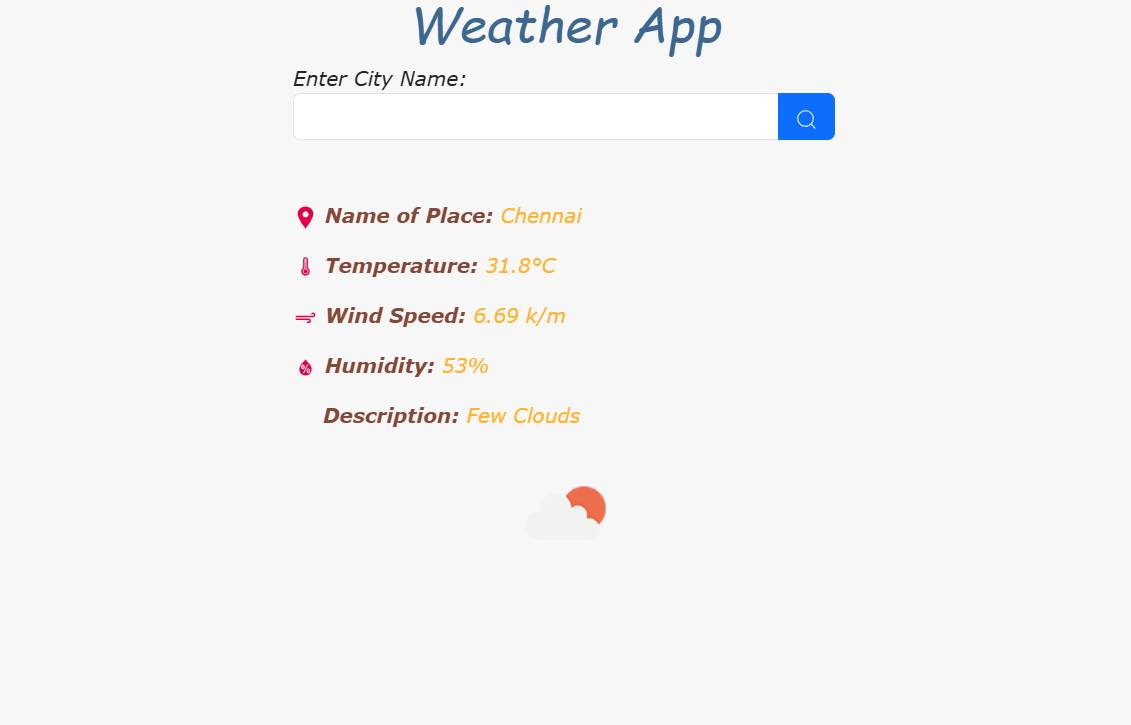 Weather App
Enter City Name:
Name of Place: Chennai
Temperature: 31.8°C
Wind Speed: 6.69 k/m
Humidity: 53%
Description: Few Clouds